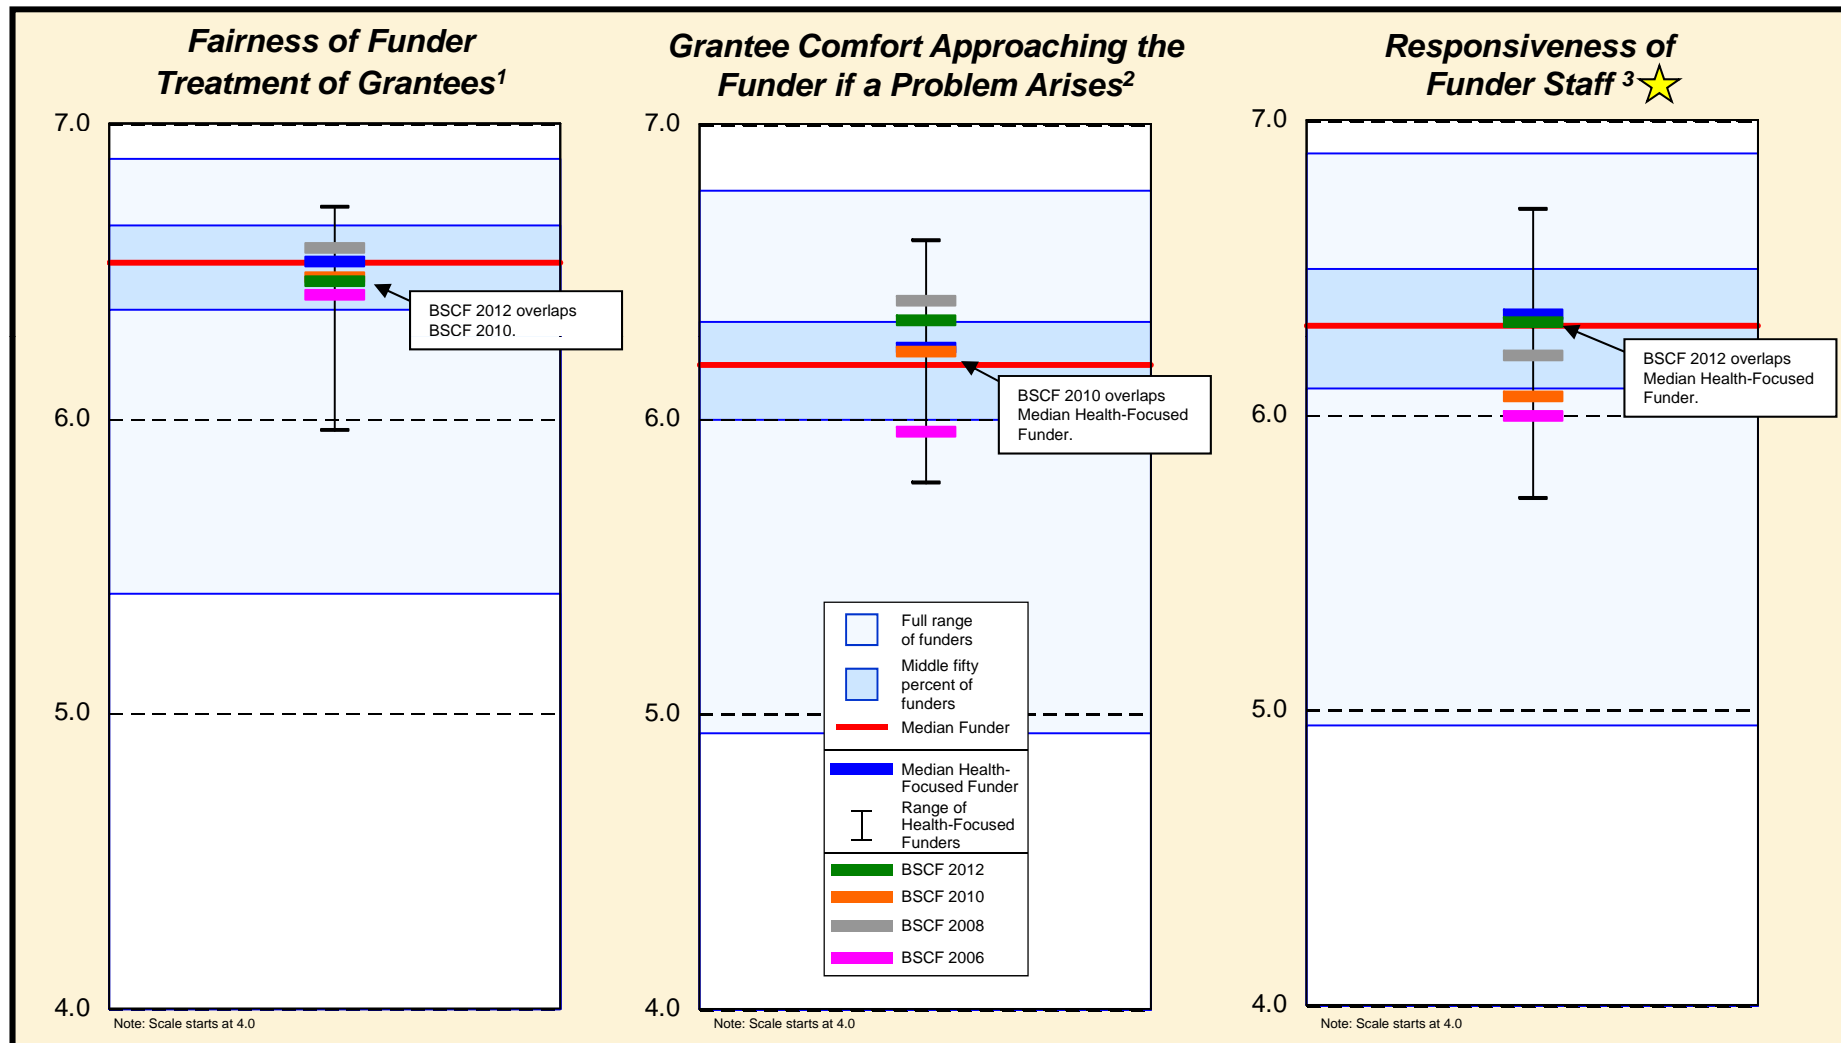 Fairness of Funder
Treatment of Grantees1
7.0
6.0
5.0
4.0
BSCF 2012 overlaps
BSCF 2010.
Note: Scale starts at 4.0
Grantee Comfort Approaching the
Funder if a Problem Arises2
7.0
6.0
5.0
4.0
BSCF 2010 overlaps
Median Health-Focused
Funder.
Full range
of funders
Middle fifty
percent of
funders
Median Funder
Median Health-
Focused Funder
Range of
Health-Focused
Funders
BSCF 2012
BSCF 2010
BSCF 2008
BSCF 2006
Note: Scale starts at 4.0
Responsiveness of
Funder Staff 3
7.0
6.0
5.0
4.0
BSCF 2012 overlaps
Median Health-Focused
Funder.
Note: Scale starts at 4.0